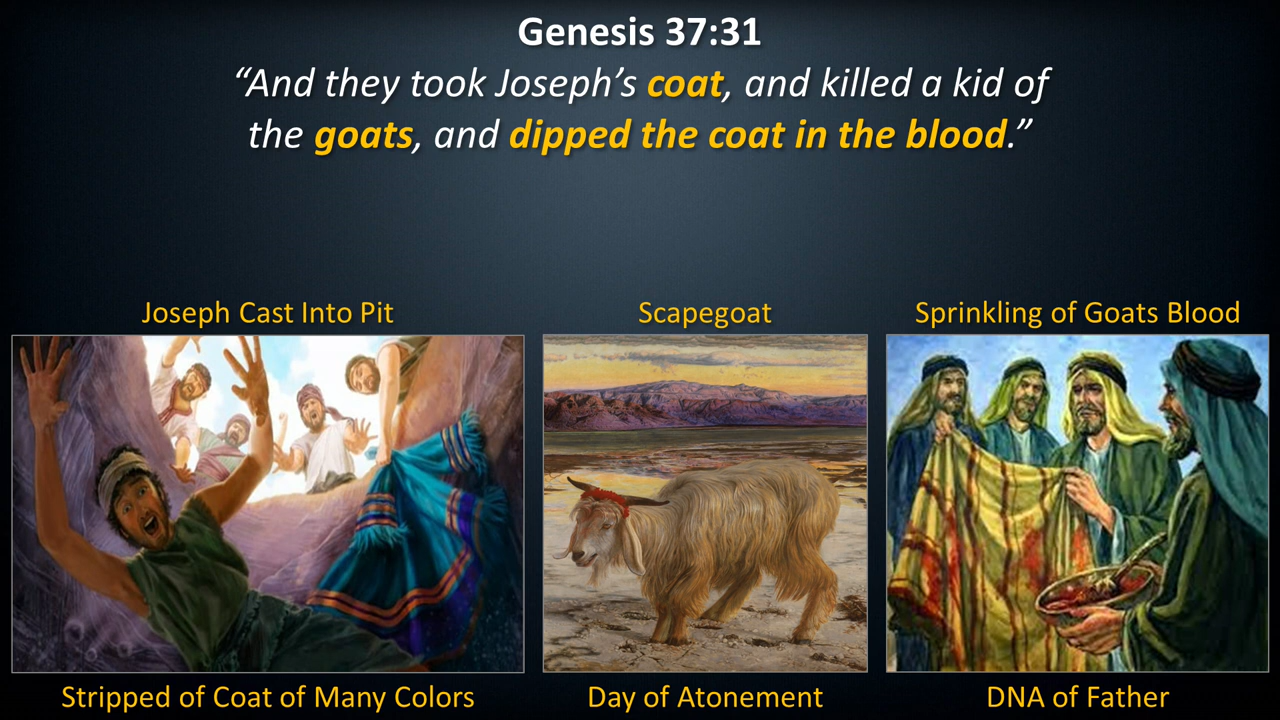 Genesis 37:31
“And they took Joseph’s coat, and killed a kid of
the goats, and dipped the coat in the blood.”
Joseph Cast Into Pit
Scapegoat
Sprinkling of Goats Blood
Stripped of Coat of Many Colors
Day of Atonement
DNA of Father